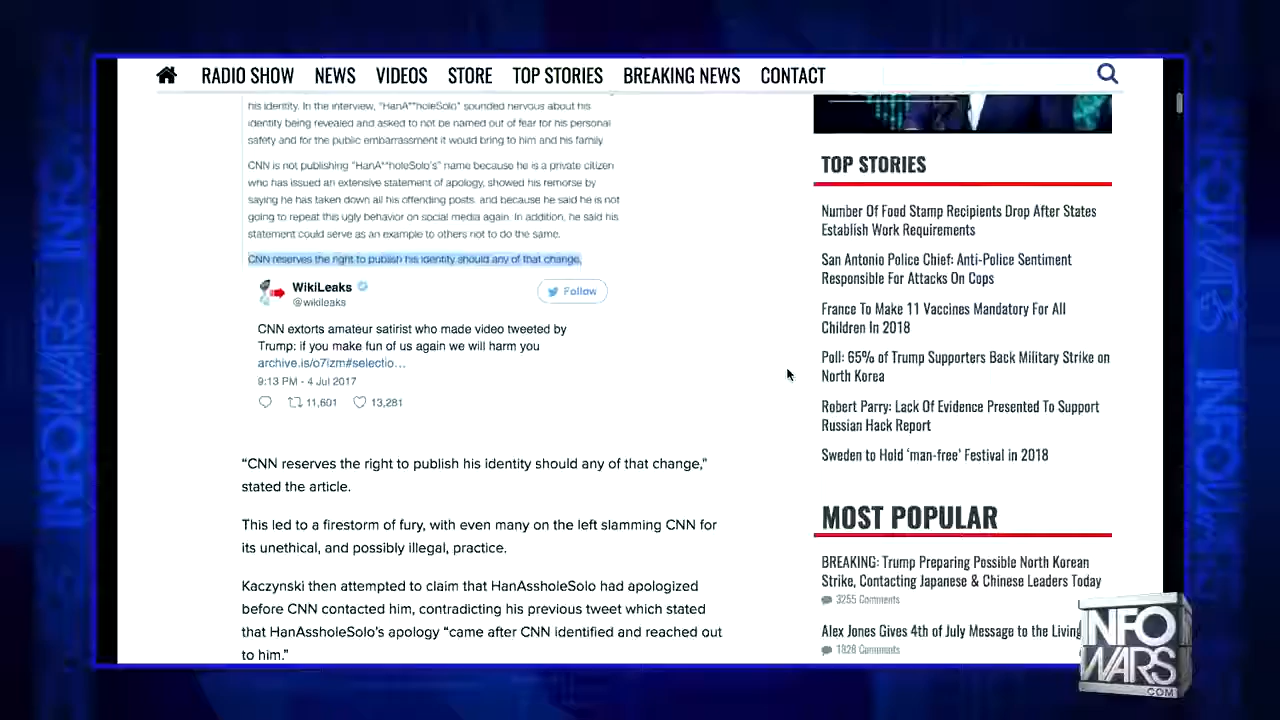 RADIO SHOW NEWS VIDEOS STORE TOP STORIES BREAKING NEWS CONTACT
his identity. In the interview, "HanA**holeSolo" sounded nervous about his
identity being revealed and asked to not be named out of fear for his personal
safety and for the public embarrassment it would bring to him and his family
CNN is not publishing "HanA**holeSolo's" name because he is a private citizen
who has issued an extensive statement of apology, showed his remorse by
saying he has taken down all his offending posts, and because he said he is not
going to repeat this ugly behavior on social media again. In addition, he said his
statement could serve as an example to others not to do the same.
CNN reserves the right to publish his identity should any of that change.
WikiLeaks
@wikileaks
Follow
CNN extorts amateur satirist who made video tweeted by
Trump: if you make fun of us again we will harm you
archive.is/o7izm#selectio…
9:13 PM - 4 Jul 2017
11,601 13,281
“CNN reserves the right to publish his identity should any of that change,”
stated the article.
This led to a firestorm of fury, with even many on the left slamming CNN for
its unethical, and possibly illegal, practice.
Kaczynski then attempted to claim that HanAssholeSolo had apologized
before CNN contacted him, contradicting his previous tweet which stated
that HanAssholeSolo’s apology “came after CNN identified and reached out
to him.”
TOP STORIES
Number Of Food Stamp Recipients Drop After States
Establish Work Requirements
San Antonio Police Chief: Anti-Police Sentiment
Responsible For Attacks On Cops
France To Make 11 Vaccines Mandatory For All
Children In 2018
Poll: 65% of Trump Supporters Back Military Strike on
North Korea
Robert Parry: Lack Of Evidence Presented To Support
Russian Hack Report
Sweden to Hold ‘man-free’ Festival in 2018
MOST POPULAR
BREAKING: Trump Preparing Possible North Korean
Strike, Contacting Japanese & Chinese Leaders Today
3255 Comments
Alex Jones Gives 4th of July Message to the Living
1828 Comments
INFO
WARS
.COM
INFOWARS
INFOWARS